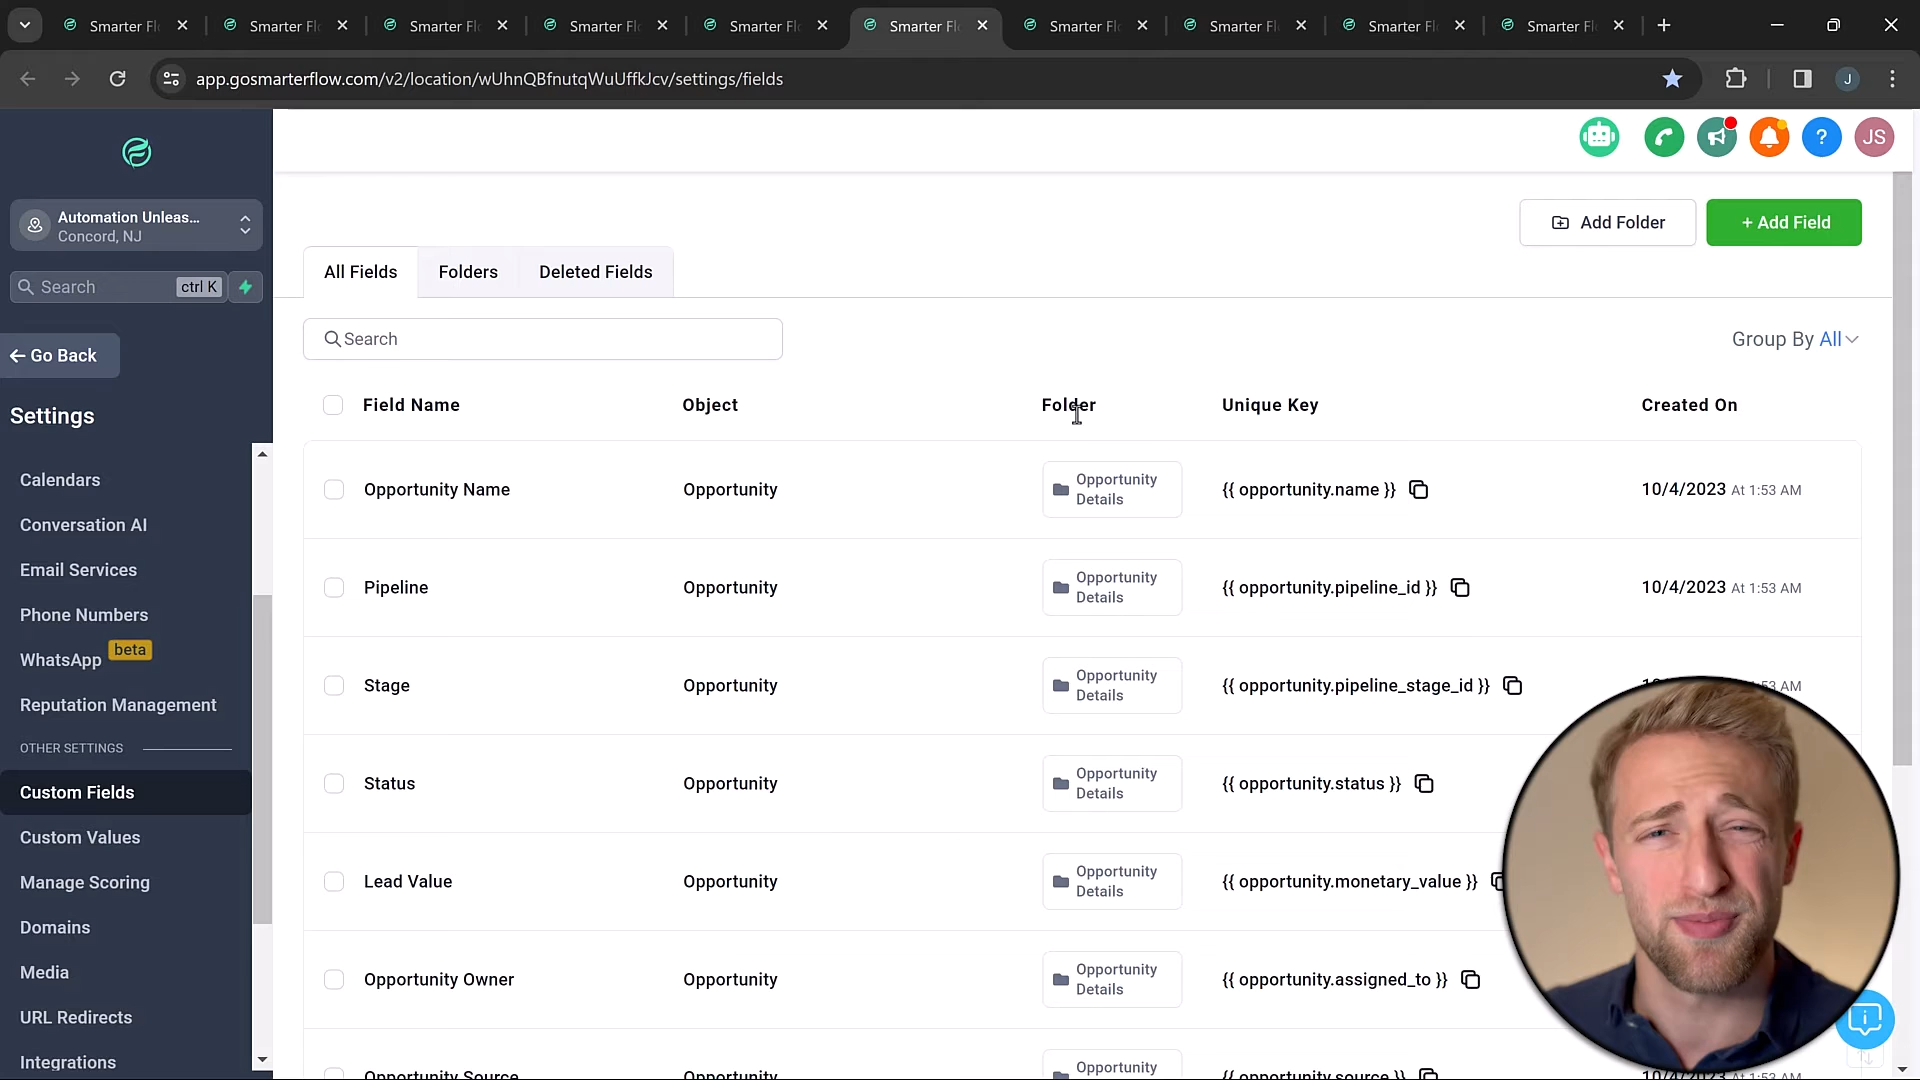 Smarter Fl
Smarter Fl
Smarter Fl
Smarter Fl
Smarter Fl
Smarter Fl
Smarter Fl
Smarter Fl
Smarter Fl
Smarter Fl
app.gosmarterflow.com/v2/location/wUhnQBfnutqWuUffkJcv/settings/fields
J
JS
Automation Unleas...
Concord, NJ
Search ctrl K
Go Back
Settings
Calendars
Conversation AI
Email Services
Phone Numbers
WhatsApp beta
Reputation Management
OTHER SETTINGS
Custom Fields
Custom Values
Manage Scoring
Domains
Media
URL Redirects
Integrations
Add Folder
+ Add Field
All Fields
Folders
Deleted Fields
Search
Group By All
Field Name Object Folder Unique Key Created On
Opportunity Name Opportunity Opportunity Details {{ opportunity.name }} 10/4/2023 At 1:53 AM
Pipeline Opportunity Opportunity Details {{ opportunity.pipeline_id }} 10/4/2023 At 1:53 AM
Stage Opportunity Opportunity Details {{ opportunity.pipeline_stage_id }} AM
Status Opportunity Opportunity Details {{ opportunity.status }}
Lead Value Opportunity Opportunity Details {{ opportunity.monetary_value }}
Opportunity Owner Opportunity Opportunity Details {{ opportunity.assigned_to }}
Opportunity Source Opportunity Opportunity {{ opportunity.source }} 10/4/2023 At 1:53 AM